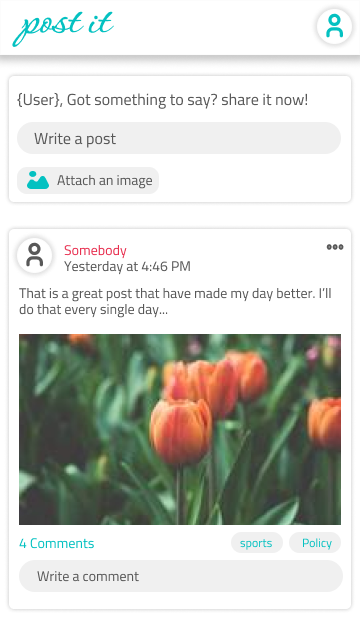 post it
{User}, Got something to say? share it now!
Write a post
Attach an image
Somebody
Yesterday at 4:46 PM
That is a great post that have made my day better. I'll
do that every single day...
4 Comments
sports
Policy
Write a comment